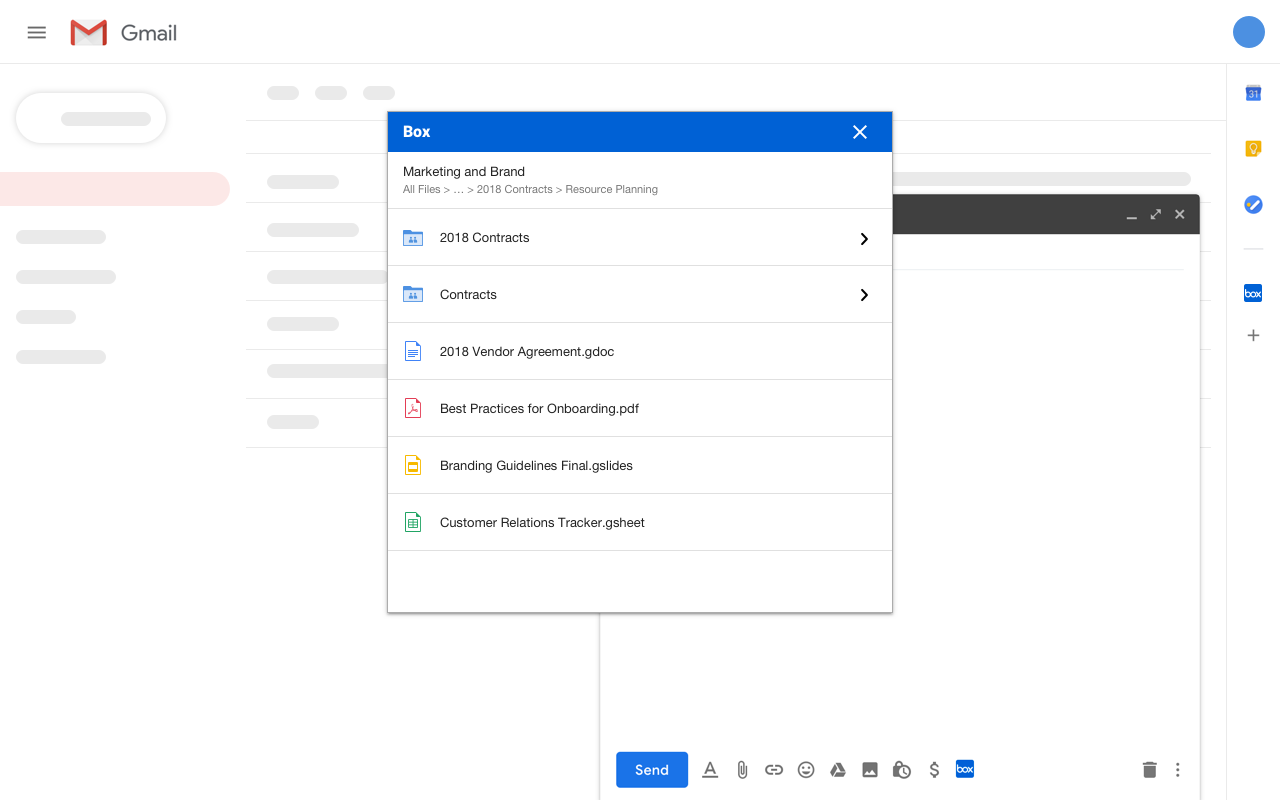 Gmail
31
Box
Marketing and Brand
All Files > ... > 2018 Contracts > Resource Planning
2018 Contracts
Contracts
2018 Vendor Agreement.gdoc
Best Practices for Onboarding.pdf
Branding Guidelines Final.gslides
Customer Relations Tracker.gsheet
box
Send
box